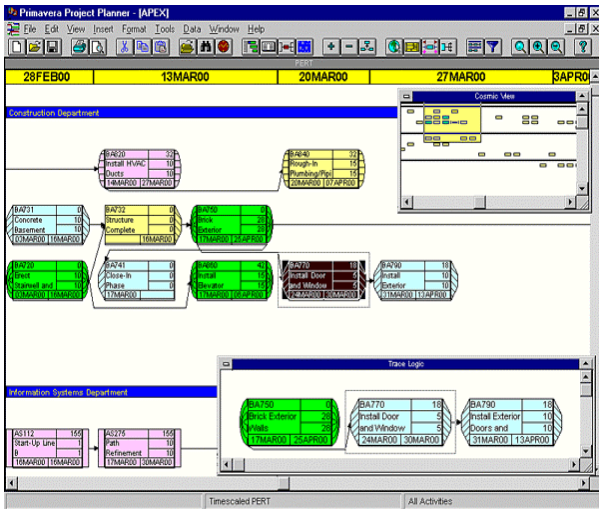 Primavera Project Planner - [APEX]
File Edit View Insert Format Tools Data Window Help
PERT
28FEB00 13MAR00 20MAR00 27MAR00 3APR0
Cosmic View
Construction Department
BA820 32
Install HVAC 10
Ducts 10
14MAR00 27MAR00
BA840 32
Rough-In 15
Plumbing/Pipi 15
20MAR00 07APR00
BA731 0
Concrete 10
Basement 10
03MAR00 16MAR00
BA732 0
Structure 0
Complete 0
16MAR00
BA750 0
Brick 28
Exterior 28
17MAR00 25APR00
BA720 0
Erect 10
Stairwell and 10
03MAR00 16MAR00
BA741 0
Close-In 0
Phase 0
17MAR00
BA860 42
Install 15
Elevator 15
17MAR00 06APR00
BA770 18
Install Door 5
and Window 5
24MAR00 30MAR00
BA790 18
Install 10
Exterior 10
31MAR00 13APR00
Trace Logic
BA750 0
Brick Exterior 28
Walls 28
17MAR00 25APR00
BA770 18
Install Door 5
and Window 5
24MAR00 30MAR00
BA790 18
Install Exterior 10
Doors and 10
31MAR00 13APR00
Information Systems Department
AS112 155
Start-Up Line 1
B 1
16MAR00 16MAR00
AS275 155
Path 10
Refinement 10
17MAR00 30MAR00
Timescaled PERT All Activities